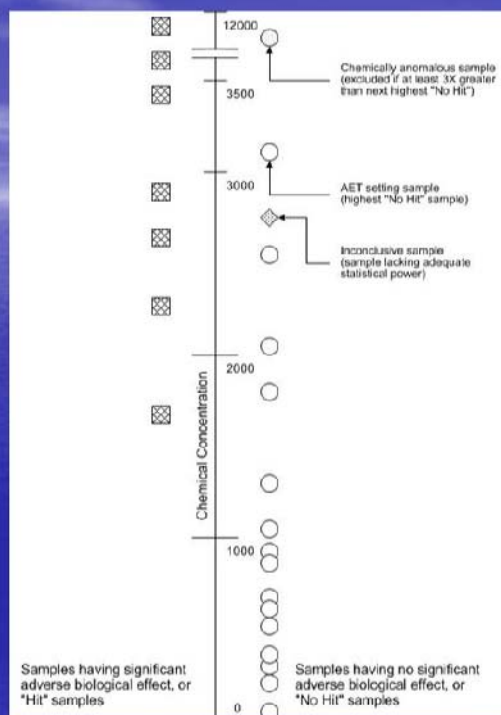 12000
Chemically anomalous sample
(excluded if at least 3X greater
than next highest "No Hit")
3500
3000
AET setting sample
(highest "No Hit" sample)
Inconclusive sample
(sample lacking adequate
statistical power)
2000
Chemical Concentration
1000
Samples having significant
adverse biological effect, or
"Hit" samples
Samples having no significant
adverse biological effect, or
"No Hit" samples
0